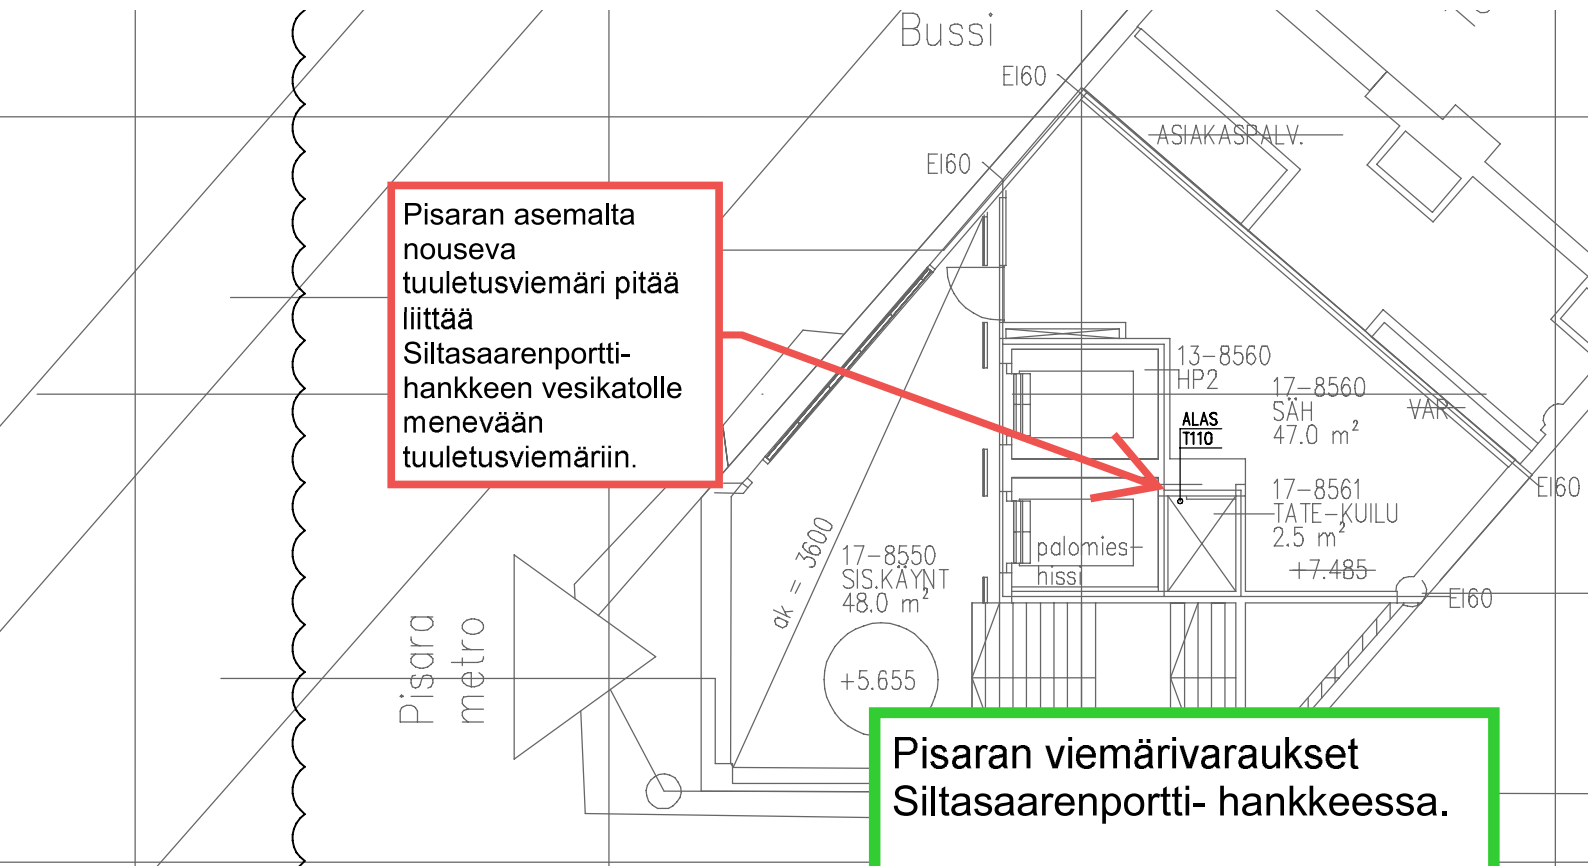 Bussi
EI60
ASIAKASPALV.
EI60
Pisaran asemalta
nouseva
tuuletusviemäri pitää
liittää
Siltasaarenportti-
hankkeen vesikatolle
menevään
tuuletusviemäriin.
13-8560
HP2
17-8560
SÄH
47.0 m²
VAR
ALAS
T110
EI60
17-8561
TATE-KUILU
2.5 m²
+7.485
palomies-
hissi
ak = 3600
17-8550
SIS.KÄYNT
48.0 m²
EI60
Pisara
metro
+5.655
Pisaran viemärivaraukset
Siltasaarenportti- hankkeessa.